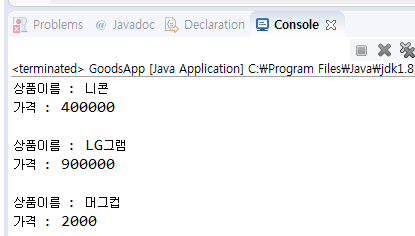 Problems @ Javadoc Declaration Console
<terminated> GoodsApp [Java Application] C:₩Program Files₩Java₩jdk1.8
상품이름 : 니콘
가격 : 400000
상품이름 : LG그램
가격 : 900000
상품이름 : 머그컵
가격 : 2000